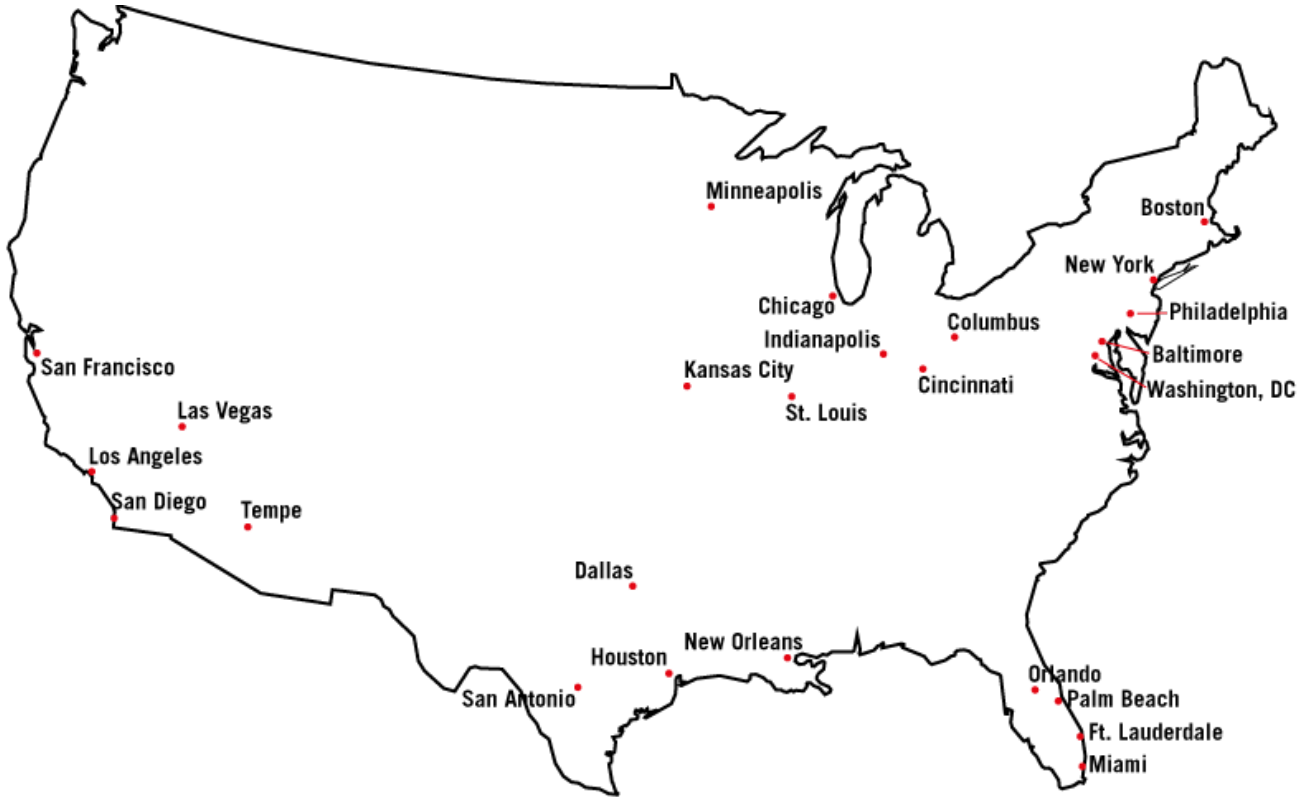 Minneapolis
Boston
New York
Chicago
Philadelphia
Columbus
Indianapolis
Baltimore
San Francisco
Kansas City
Cincinnati
Washington, DC
Las Vegas
St. Louis
Los Angeles
San Diego
Tempe
Dallas
New Orleans
Houston
Orlando
San Antonio
Palm Beach
Ft. Lauderdale
Miami